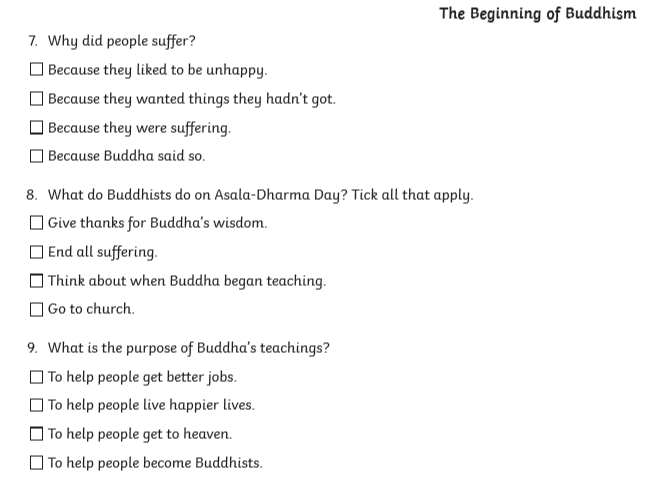 The Beginning of Buddhism
7. Why did people suffer?
Because they liked to be unhappy.
Because they wanted things they hadn't got.
Because they were suffering.
Because Buddha said so.
8. What do Buddhists do on Asala-Dharma Day? Tick all that apply.
Give thanks for Buddha's wisdom.
End all suffering.
Think about when Buddha began teaching.
Go to church.
9. What is the purpose of Buddha's teachings?
To help people get better jobs.
To help people live happier lives.
To help people get to heaven.
To help people become Buddhists.